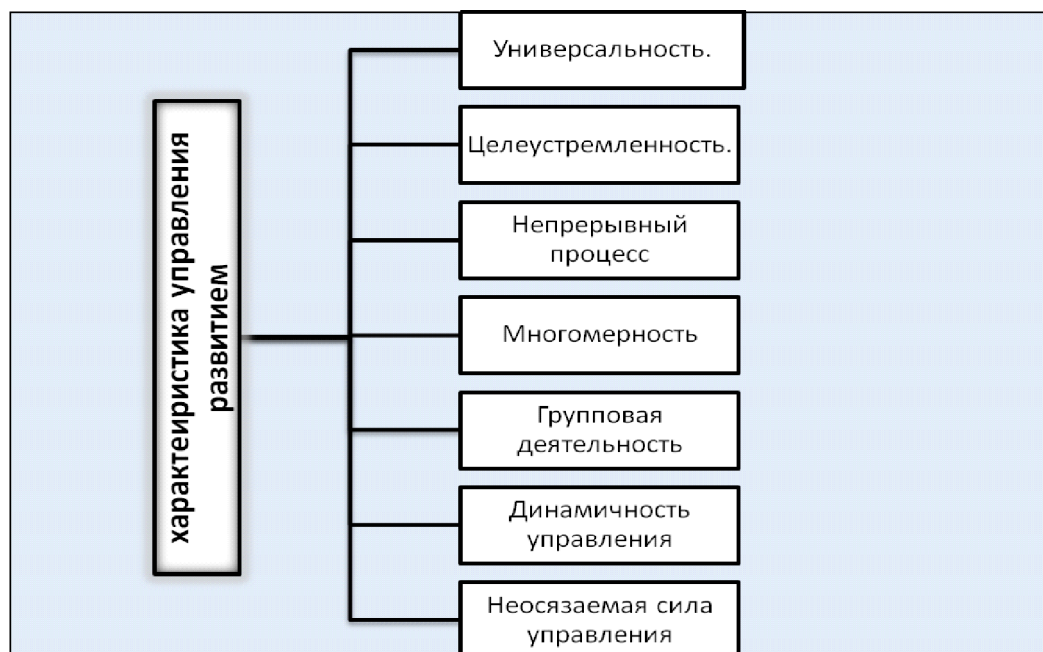 характеиристика управления
развитием
Универсальность.
Целеустремленность.
Непрерывный
процесс
Многомерность
Групповая
деятельность
Динамичность
управления
Неосязаемая сила
управления